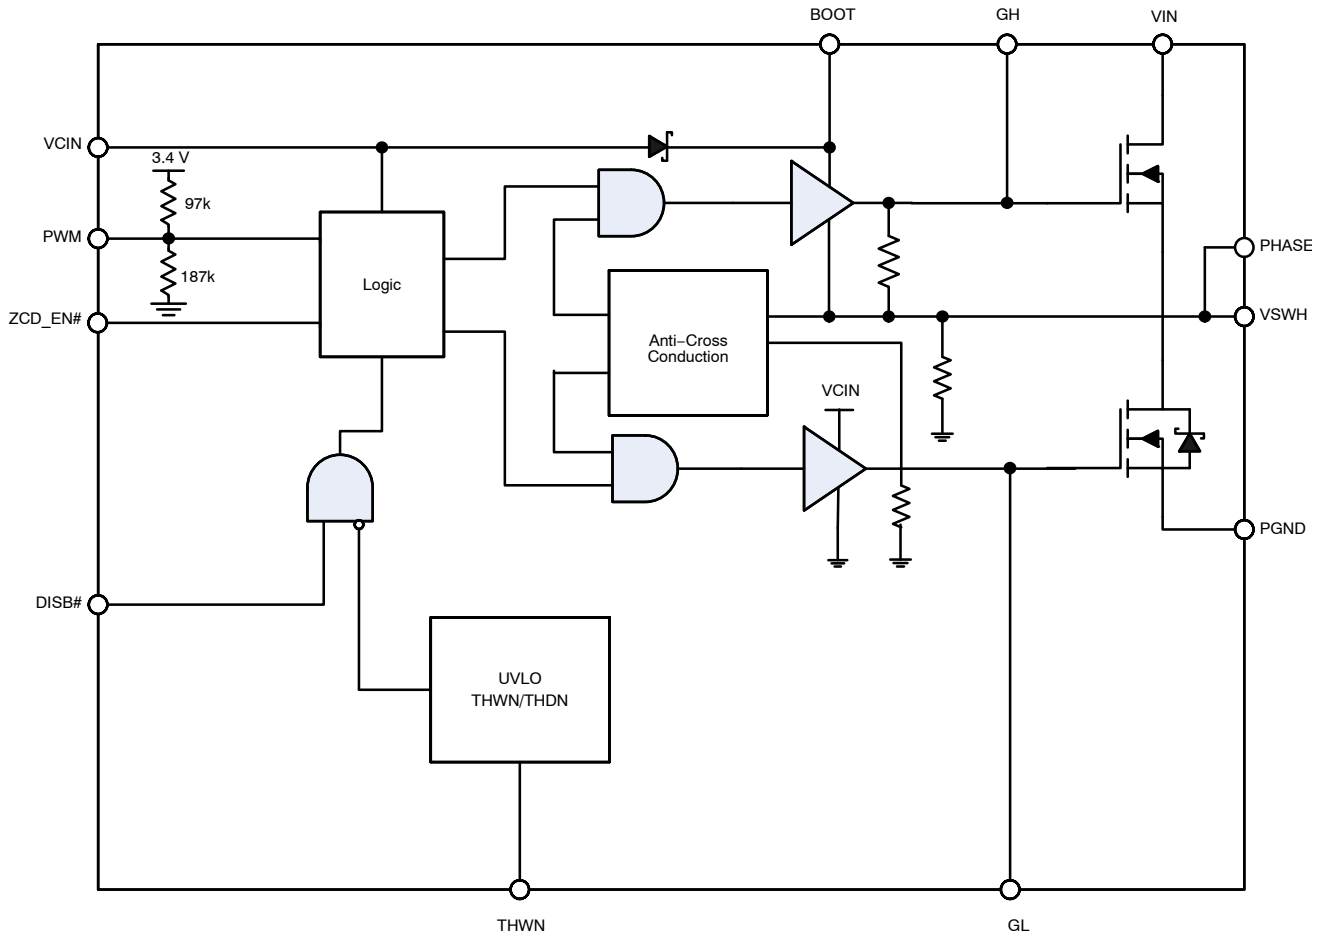 BOOT
GH
VIN
VCIN
3.4 V
97k
PWM
187k
PHASE
Logic
ZCD_EN#
VSWH
Anti−Cross
Conduction
VCIN
PGND
DISB#
UVLO
THWN/THDN
THWN
GL